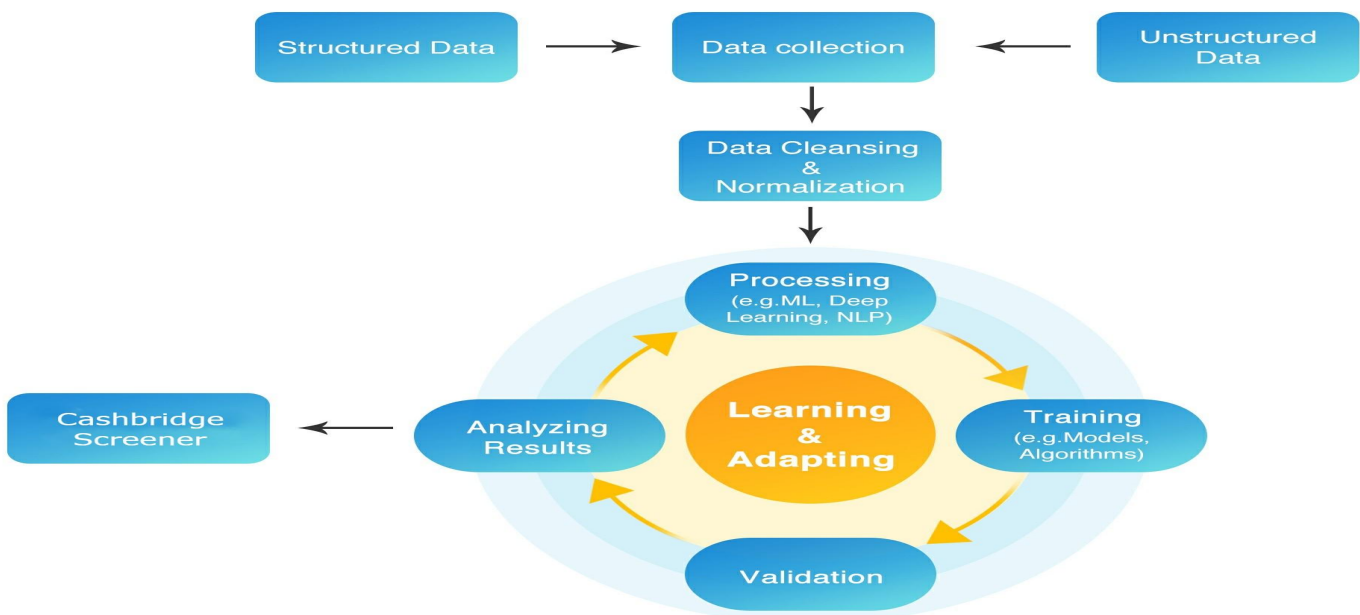 Structured Data
Data collection
Unstructured
Data
Data Cleansing
&
Normalization
Processing
(e.g.ML, Deep
Learning, NLP)
Cashbridge
Screener
Analyzing
Results
Learning
&
Adapting
Training
(e.g.Models,
Algorithms)
Validation